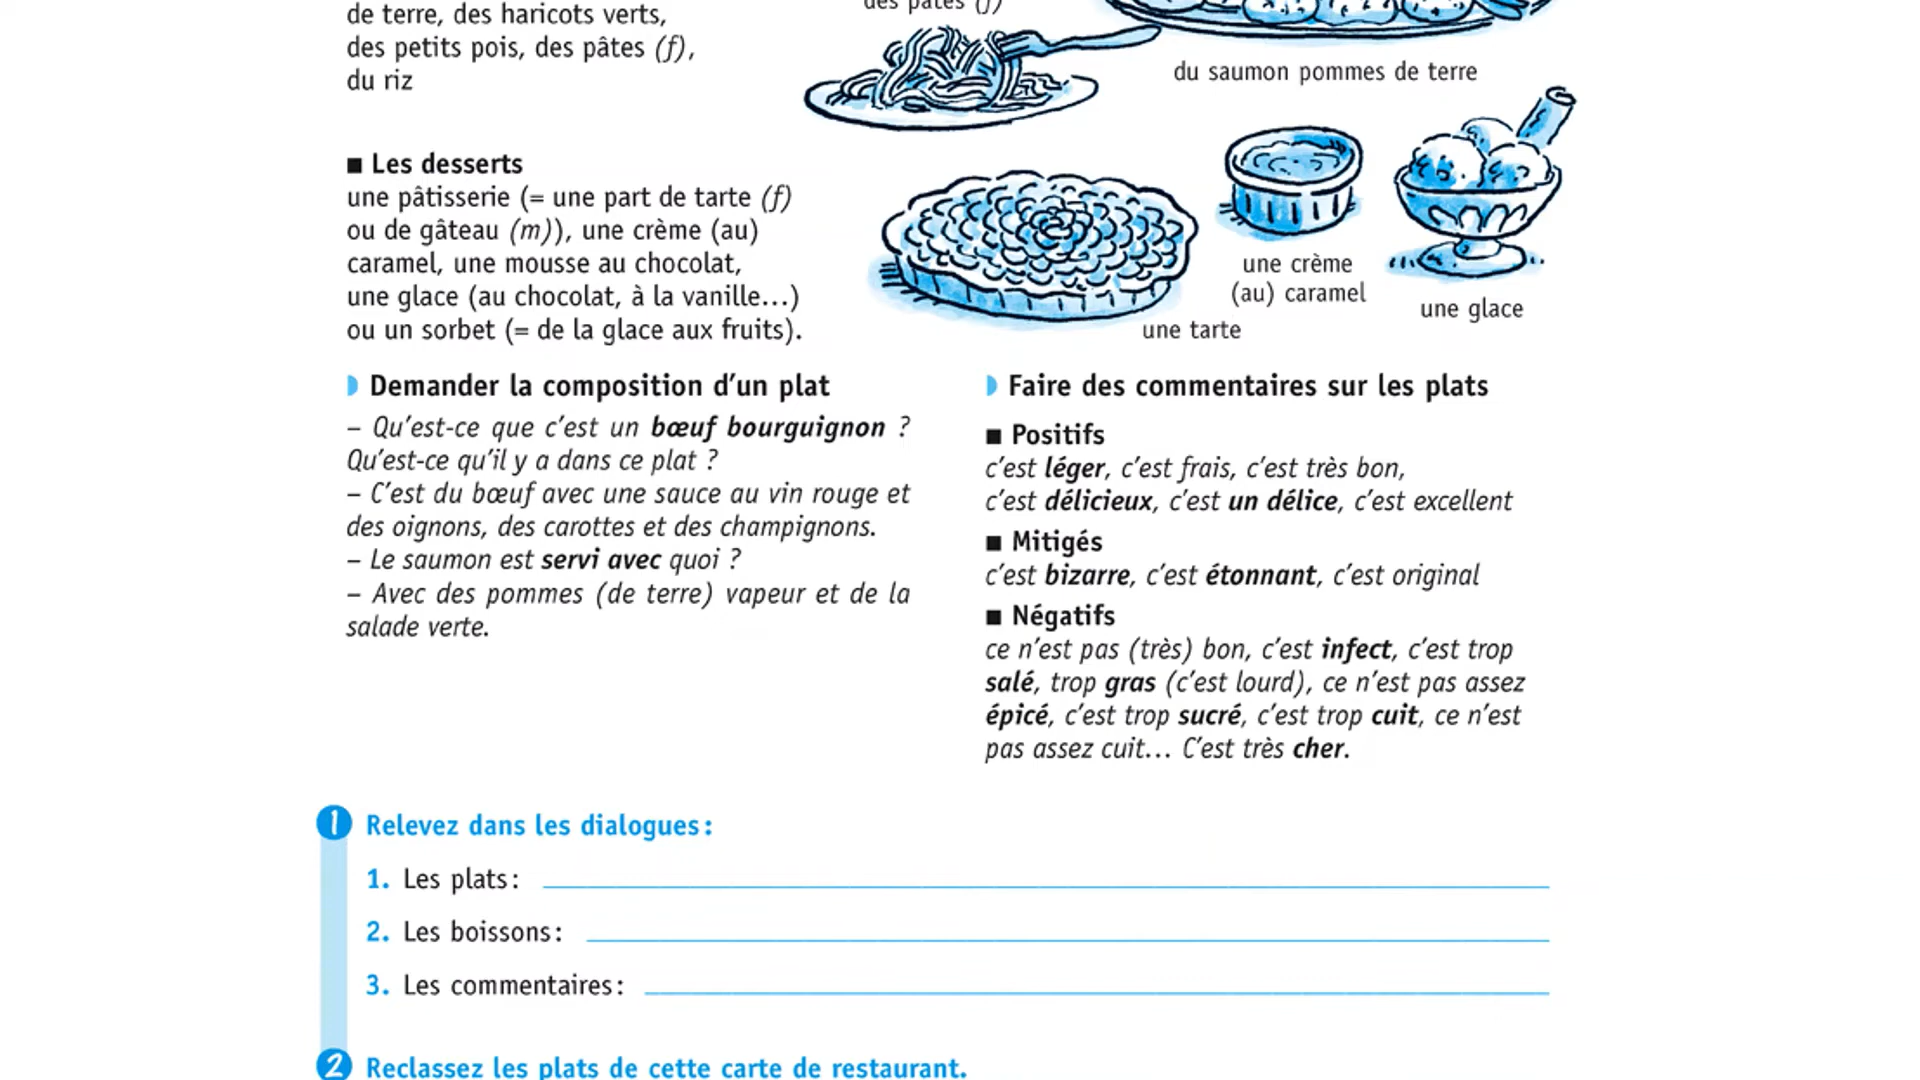 de terre, des haricots verts,
des petits pois, des pâtes (f),
du riz
des pâtes (f)
du saumon pommes de terre
■ Les desserts
une pâtisserie (= une part de tarte (f)
ou de gâteau (m)), une crème (au)
caramel, une mousse au chocolat,
une glace (au chocolat, à la vanille...)
ou un sorbet (= de la glace aux fruits).
une crème
(au) caramel
une glace
une tarte
Demander la composition d'un plat
– Qu'est-ce que c'est un bœuf bourguignon ?
Qu'est-ce qu'il y a dans ce plat ?
– C'est du bœuf avec une sauce au vin rouge et
des oignons, des carottes et des champignons.
– Le saumon est servi avec quoi ?
– Avec des pommes (de terre) vapeur et de la
salade verte.
Faire des commentaires sur les plats
■ Positifs
c'est léger, c'est frais, c'est très bon,
c'est délicieux, c'est un délice, c'est excellent
■ Mitigés
c'est bizarre, c'est étonnant, c'est original
■ Négatifs
ce n'est pas (très) bon, c'est infect, c'est trop
salé, trop gras (c'est lourd), ce n'est pas assez
épicé, c'est trop sucré, c'est trop cuit, ce n'est
pas assez cuit... C'est très cher.
1 Relevez dans les dialogues :
1. Les plats :
2. Les boissons :
3. Les commentaires :
2 Reclassez les plats de cette carte de restaurant.